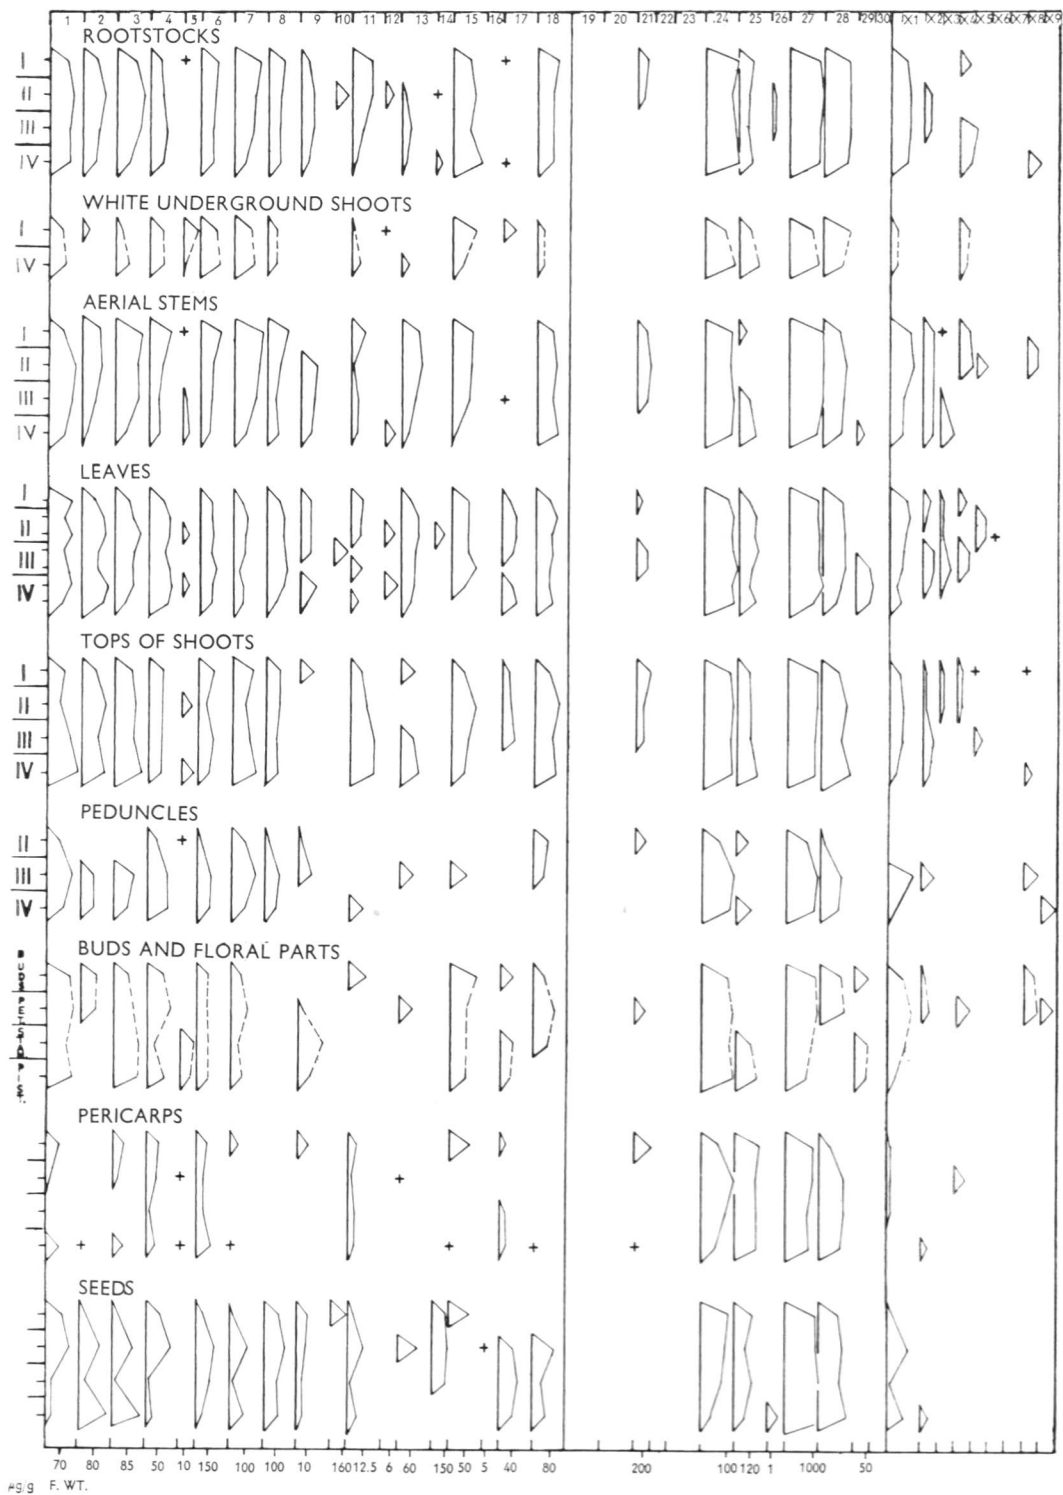 1 2 3 4 5 6 7 8 9 10 11 12 13 14 15 16 17 18 19 20 21 22 23 24 25 26 27 28 29 30 X1 X2 X3 X4 X5 X6 X7 X8 X9
ROOTSTOCKS
I
II
III
IV
WHITE UNDERGROUND SHOOTS
I
IV
AERIAL STEMS
I
II
III
IV
LEAVES
I
II
III
IV
TOPS OF SHOOTS
I
II
III
IV
PEDUNCLES
II
III
IV
BUDS AND FLORAL PARTS
BUDS
PET.
STA.
PIST.
PERICARPS
SEEDS
70 80 85 50 10 150 100 100 10 160 12.5 6 60 150 50 5 40 80 200 100 120 1 1000 50
µg/g F. WT.